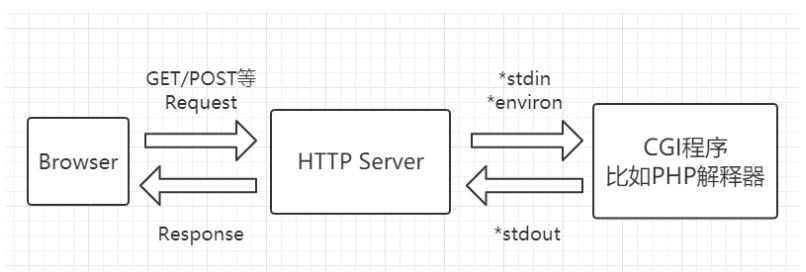 GET/POST等
Request
*stdin
*environ
Browser
HTTP Server
CGI程序
比如PHP解释器
Response
*stdout